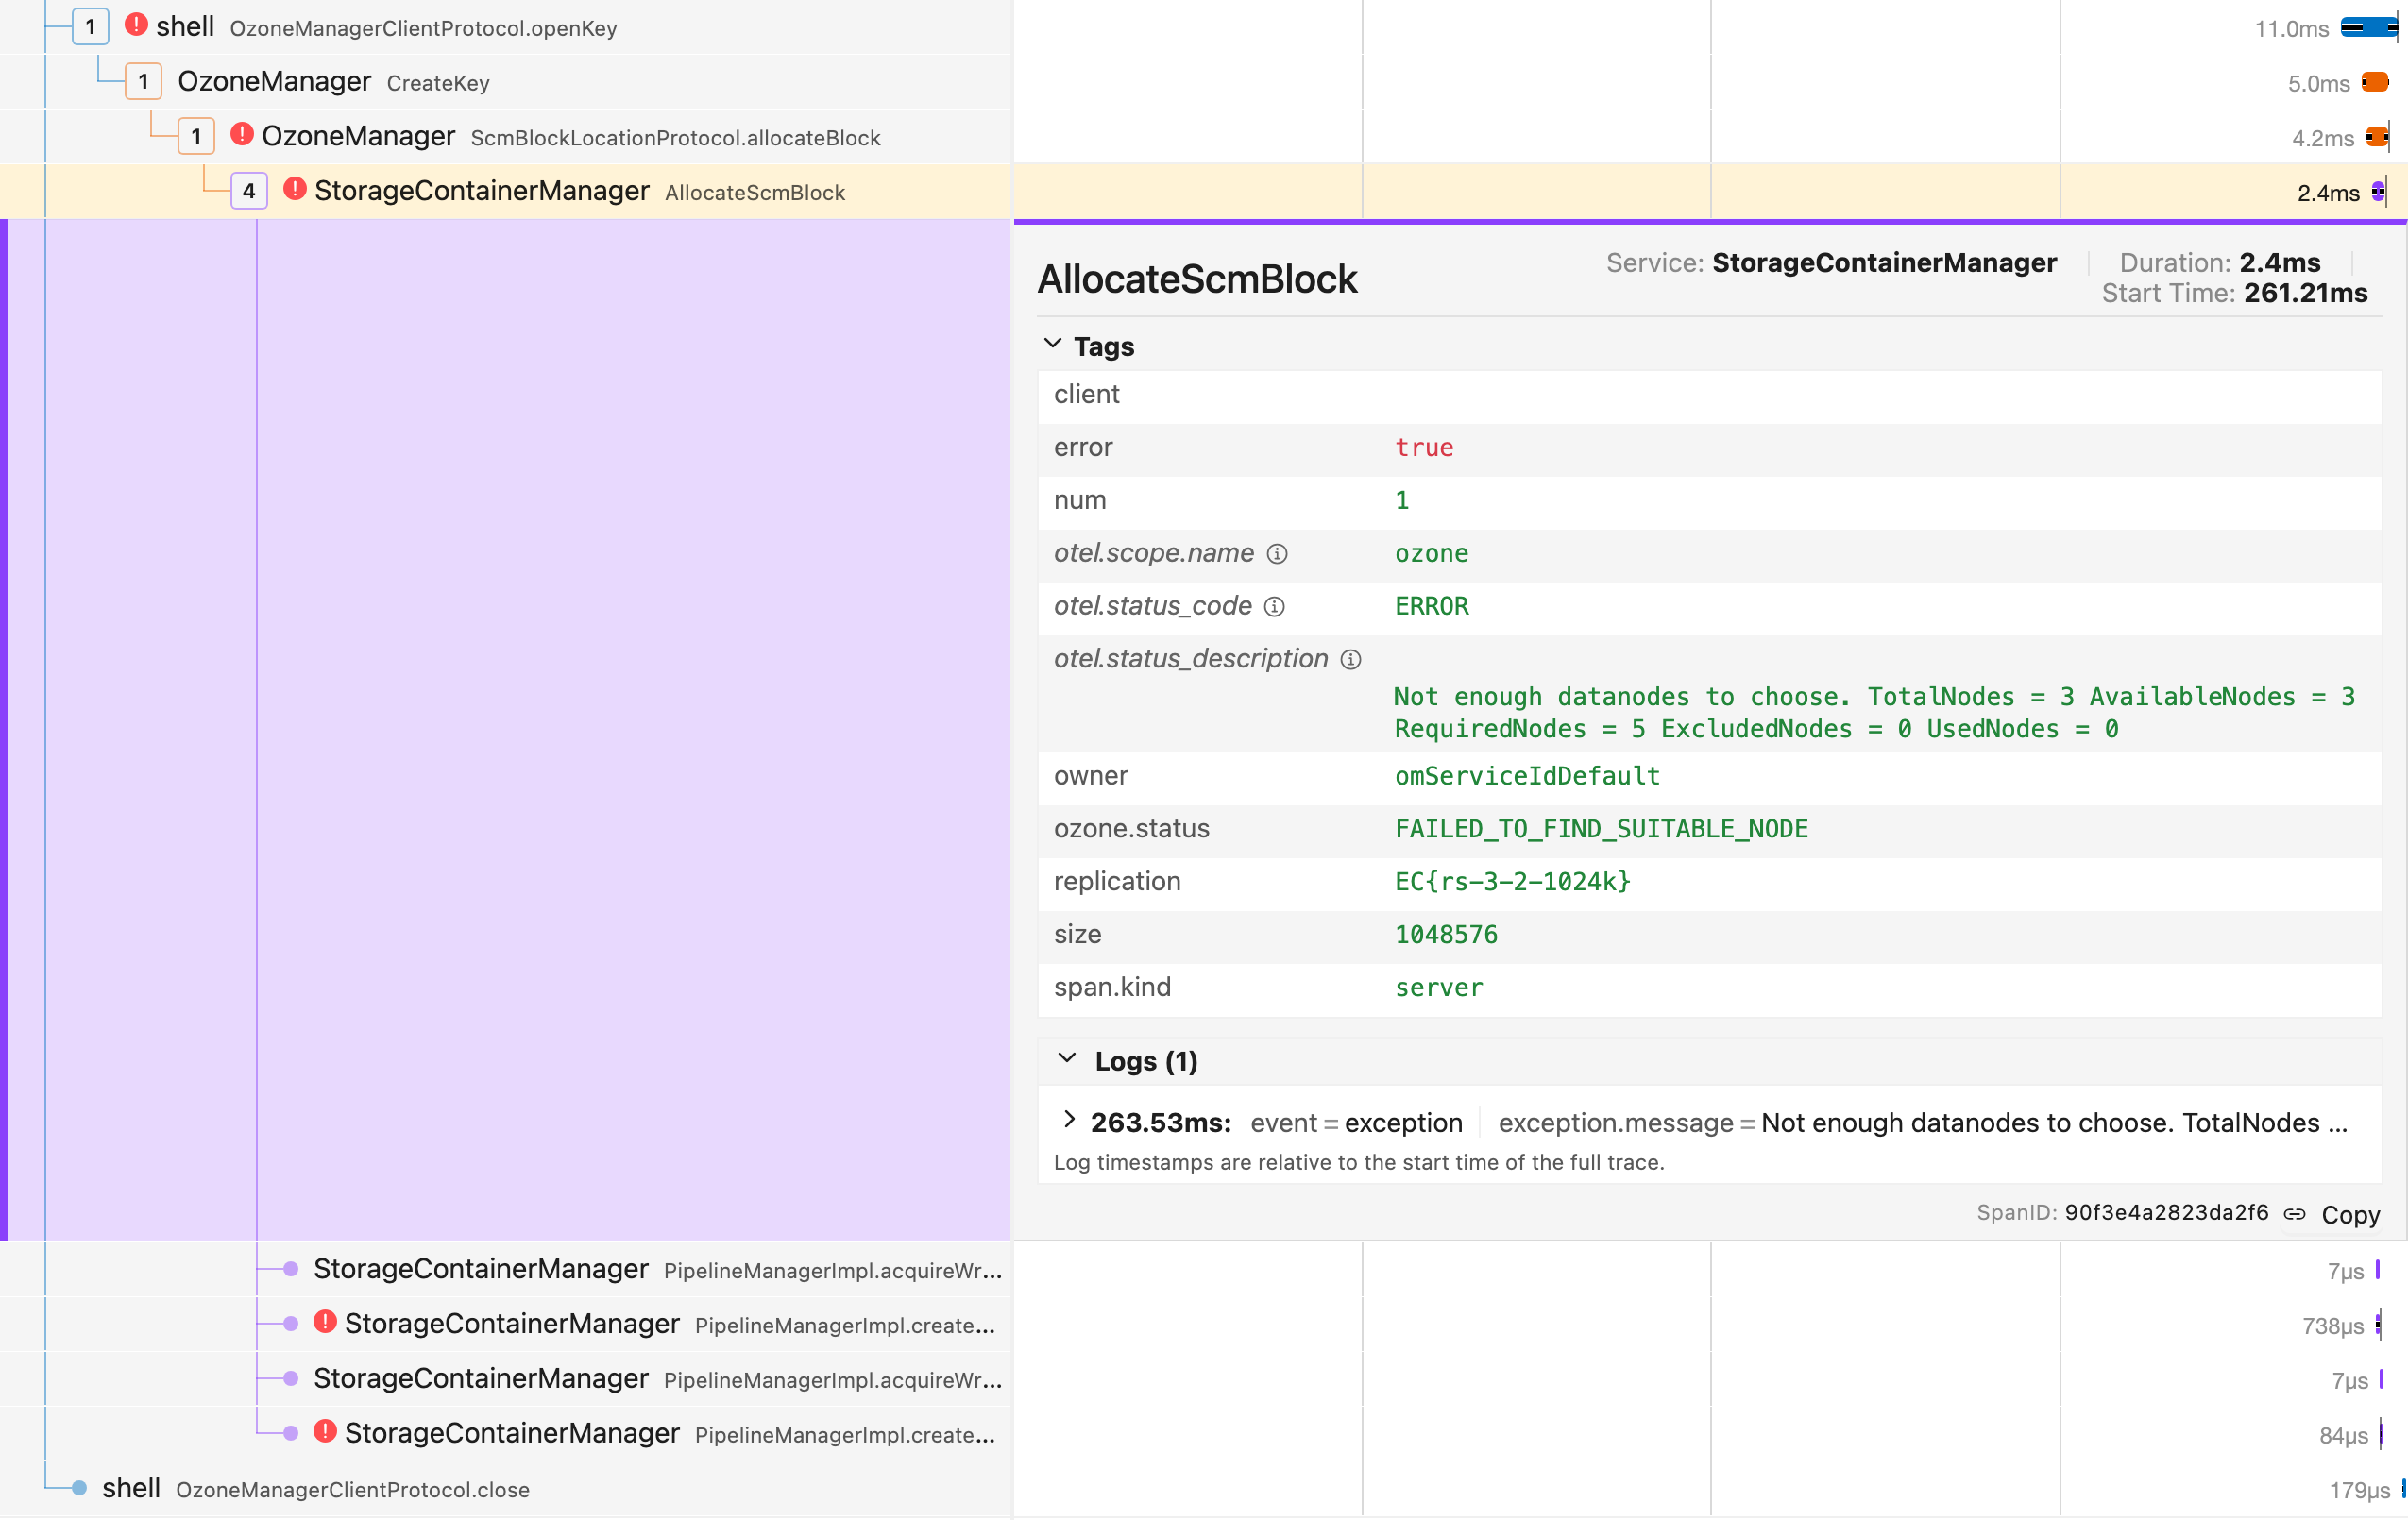 1 shell OzoneManagerClientProtocol.openKey 11.0ms
1 OzoneManager CreateKey 5.0ms
1 OzoneManager ScmBlockLocationProtocol.allocateBlock 4.2ms
4 StorageContainerManager AllocateScmBlock 2.4ms
AllocateScmBlock
Service: StorageContainerManager Duration: 2.4ms
Start Time: 261.21ms
Tags
client
error true
num 1
otel.scope.name ozone
otel.status_code ERROR
otel.status_description
Not enough datanodes to choose. TotalNodes = 3 AvailableNodes = 3
RequiredNodes = 5 ExcludedNodes = 0 UsedNodes = 0
owner omServiceIdDefault
ozone.status FAILED_TO_FIND_SUITABLE_NODE
replication EC{rs-3-2-1024k}
size 1048576
span.kind server
Logs (1)
263.53ms: event = exception exception.message = Not enough datanodes to choose. TotalNodes ...
Log timestamps are relative to the start time of the full trace.
SpanID: 90f3e4a2823da2f6 Copy
StorageContainerManager PipelineManagerImpl.acquireWr... 7μs
StorageContainerManager PipelineManagerImpl.create... 738μs
StorageContainerManager PipelineManagerImpl.acquireWr... 7μs
StorageContainerManager PipelineManagerImpl.create... 84μs
shell OzoneManagerClientProtocol.close 179μs